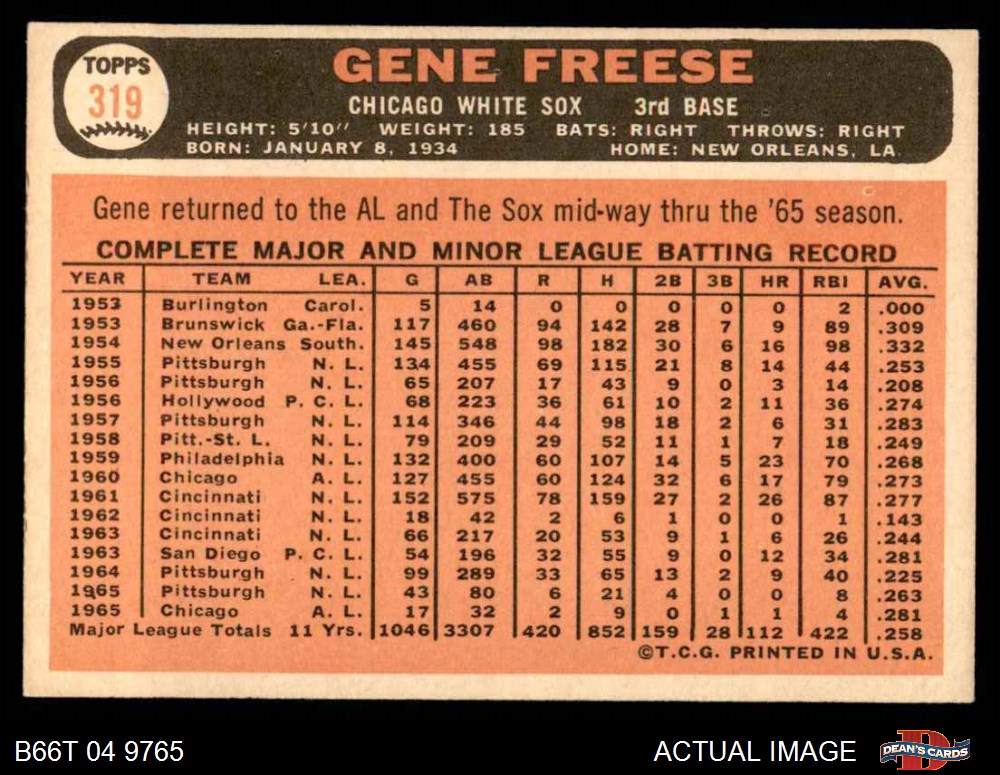 TOPPS
319
GENE FREESE
CHICAGO WHITE SOX 3rd BASE
HEIGHT: 5'10" WEIGHT: 185 BATS: RIGHT THROWS: RIGHT
BORN: JANUARY 8, 1934 HOME: NEW ORLEANS, LA.
Gene returned to the AL and The Sox mid-way thru the '65 season.
COMPLETE MAJOR AND MINOR LEAGUE BATTING RECORD
YEAR TEAM LEA. G AB R H 2B 3B HR RBI AVG.
1953 Burlington Carol. 5 14 0 0 0 0 0 2 .000
1953 Brunswick Ga.-Fla. 117 460 94 142 28 7 9 89 .309
1954 New Orleans South. 145 548 98 182 30 6 16 98 .332
1955 Pittsburgh N. L. 134 455 69 115 21 8 14 44 .253
1956 Pittsburgh N. L. 65 207 17 43 9 0 3 14 .208
1956 Hollywood P. C. L. 68 223 36 61 10 2 11 36 .274
1957 Pittsburgh N. L. 114 346 44 98 18 2 6 31 .283
1958 Pitt.-St. L. N. L. 79 209 29 52 11 1 7 18 .249
1959 Philadelphia N. L. 132 400 60 107 14 5 23 70 .268
1960 Chicago A. L. 127 455 60 124 32 6 17 79 .273
1961 Cincinnati N. L. 152 575 78 159 27 2 26 87 .277
1962 Cincinnati N. L. 18 42 2 6 1 0 0 1 .143
1963 Cincinnati N. L. 66 217 20 53 9 1 6 26 .244
1963 San Diego P. C. L. 54 196 32 55 9 0 12 34 .281
1964 Pittsburgh N. L. 99 289 33 65 13 2 9 40 .225
1965 Pittsburgh N. L. 43 80 6 21 4 0 0 8 .263
1965 Chicago A. L. 17 32 2 9 0 1 1 4 .281
Major League Totals 11 Yrs. 1046 3307 420 852 159 28 112 422 .258
©T.C.G. PRINTED IN U.S.A.
B66T 04 9765 ACTUAL IMAGE DEAN'S CARDS